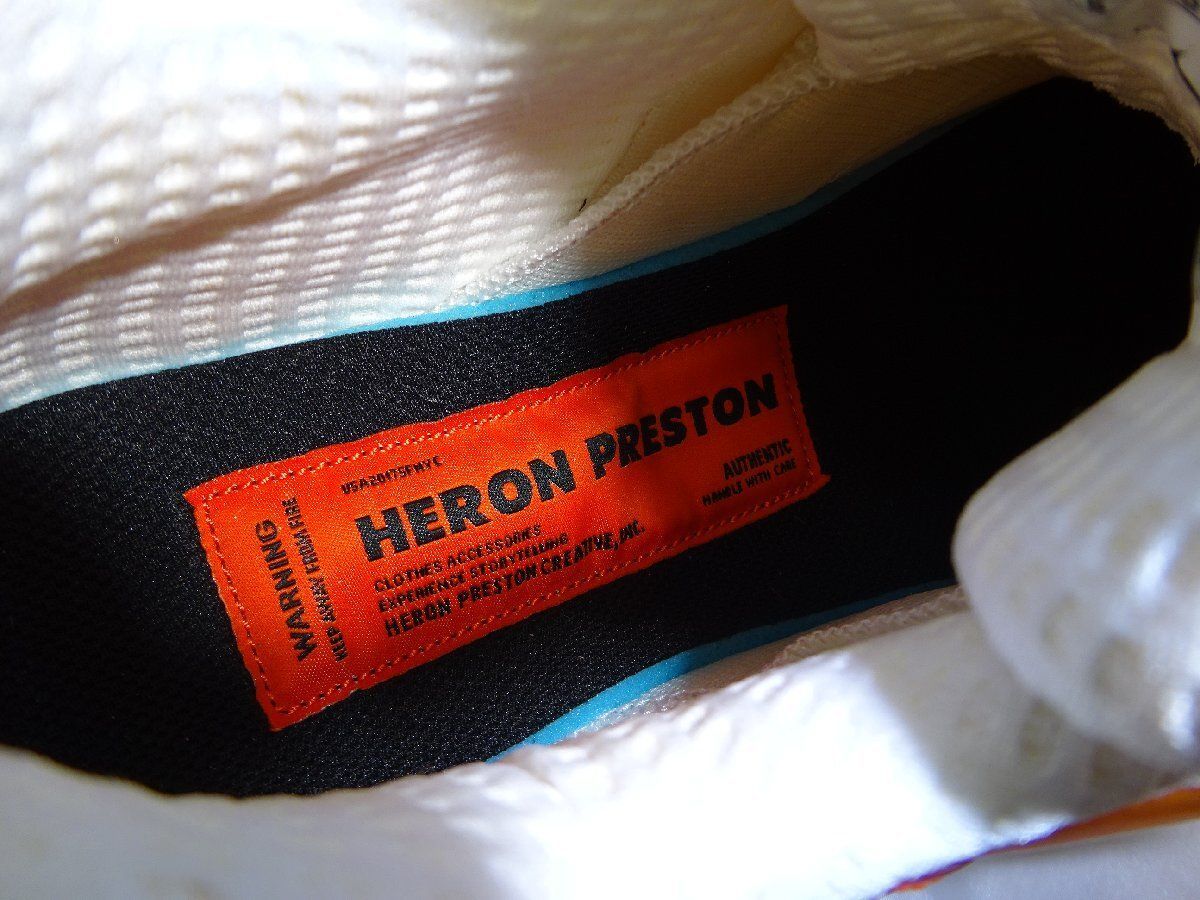 WARNING
KEEP AWAY FROM FIRE
USA2017SFNYC
HERON PRESTON
CLOTHES ACCESSORIES
EXPERIENCE STORYTELLING
HERON PRESTON CREATIVE, INC.
AUTHENTIC
HANDLE WITH CARE